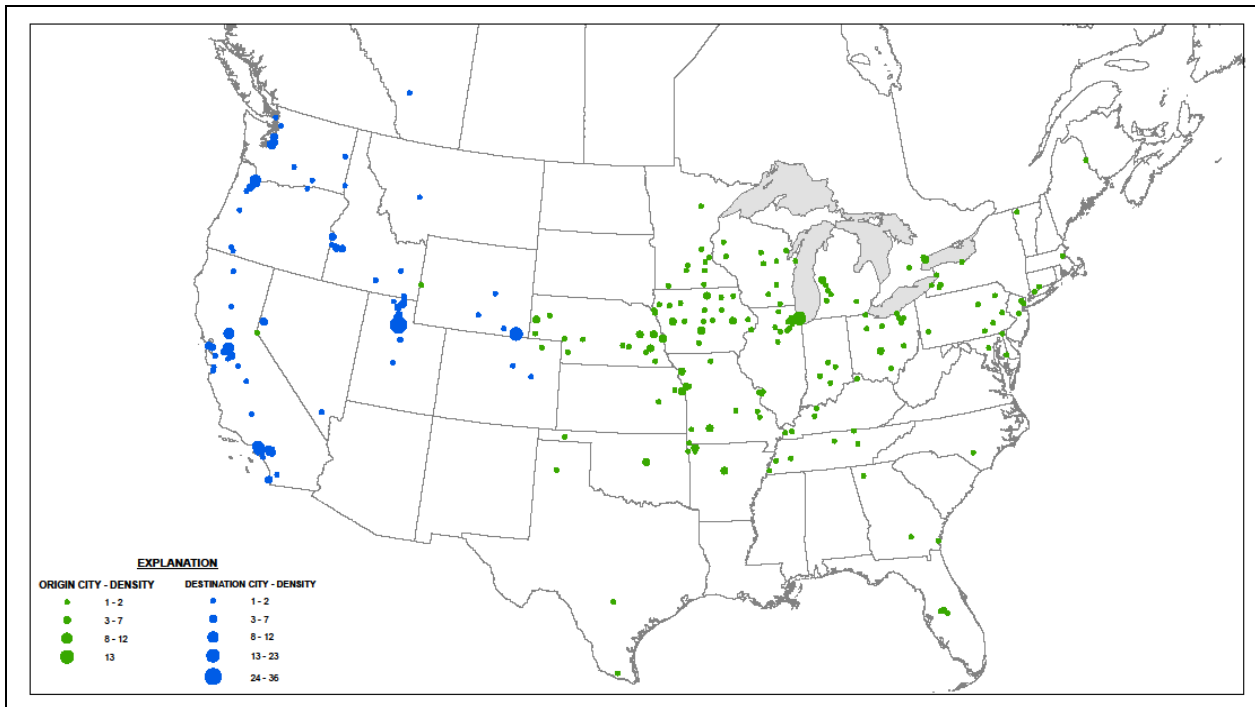 EXPLANATION
ORIGIN CITY - DENSITY DESTINATION CITY - DENSITY
1 - 2 1 - 2
3 - 7 3 - 7
8 - 12 8 - 12
13 13 - 23
24 - 36